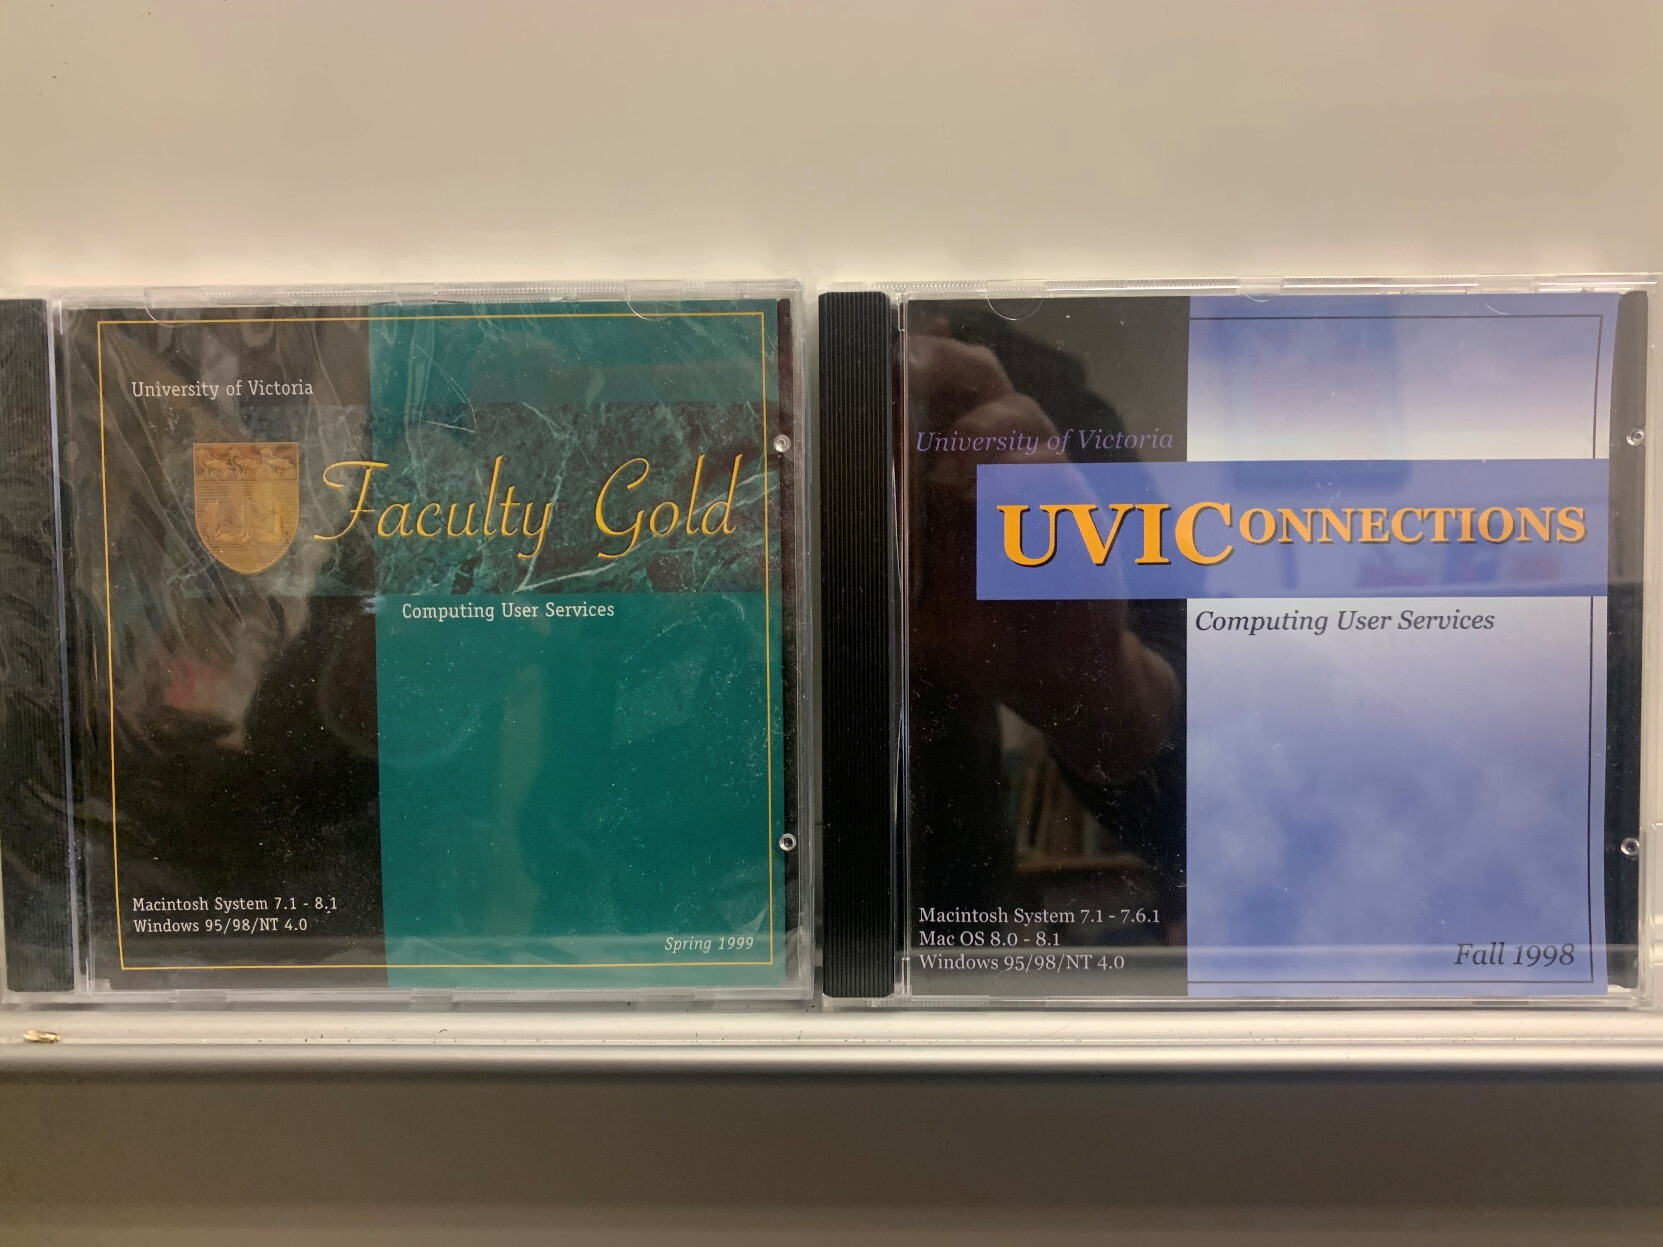 University of Victoria
Faculty Gold
Computing User Services
Macintosh System 7.1 - 8.1
Windows 95/98/NT 4.0
Spring 1999
University of Victoria
UVICONNECTIONS
Computing User Services
Macintosh System 7.1 - 7.6.1
Mac OS 8.0 - 8.1
Windows 95/98/NT 4.0
Fall 1998